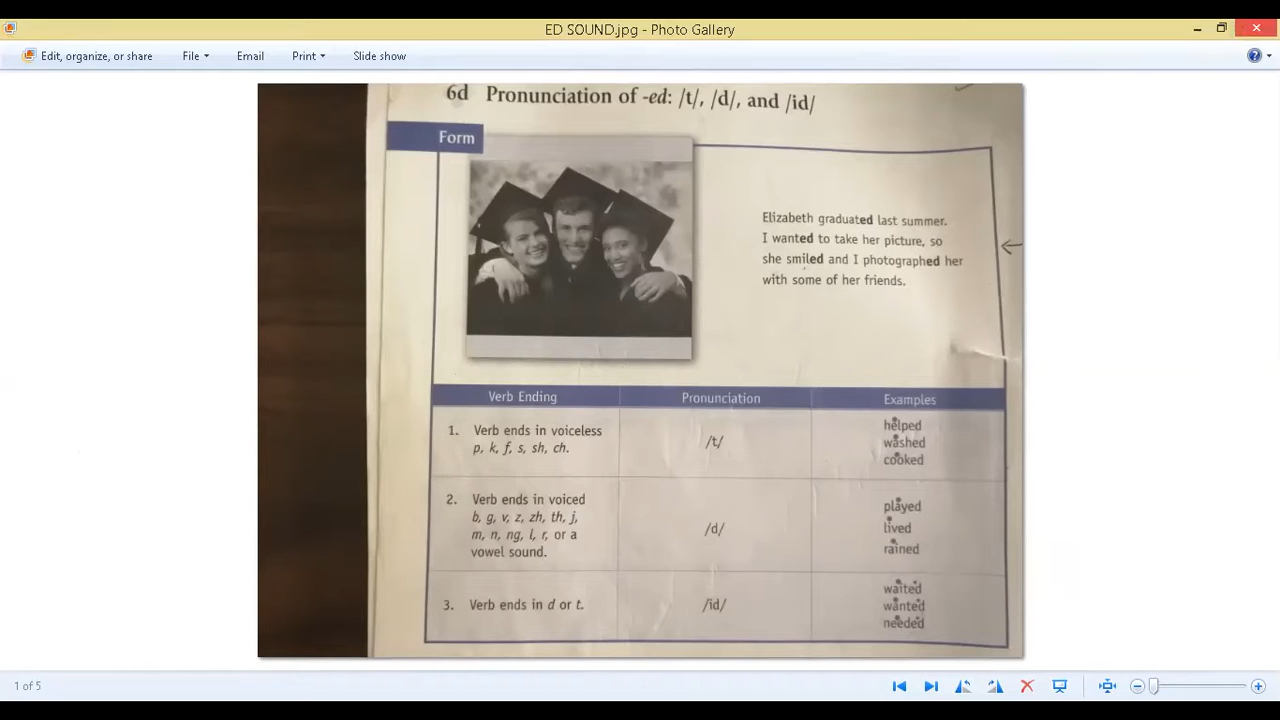 ED SOUND.jpg - Photo Gallery
Edit, organize, or share File Email Print Slide show
6d Pronunciation of -ed: /t/, /d/, and /id/
Form
Elizabeth graduated last summer.
I wanted to take her picture, so
she smiled and I photographed her
with some of her friends.
Verb Ending Pronunciation Examples
1. Verb ends in voiceless
p, k, f, s, sh, ch.
/t/
helped
washed
cooked
2. Verb ends in voiced
b, g, v, z, zh, th, j,
m, n, ng, l, r, or a
vowel sound.
/d/
played
lived
rained
3. Verb ends in d or t.
/id/
waited
wanted
needed
1 of 5